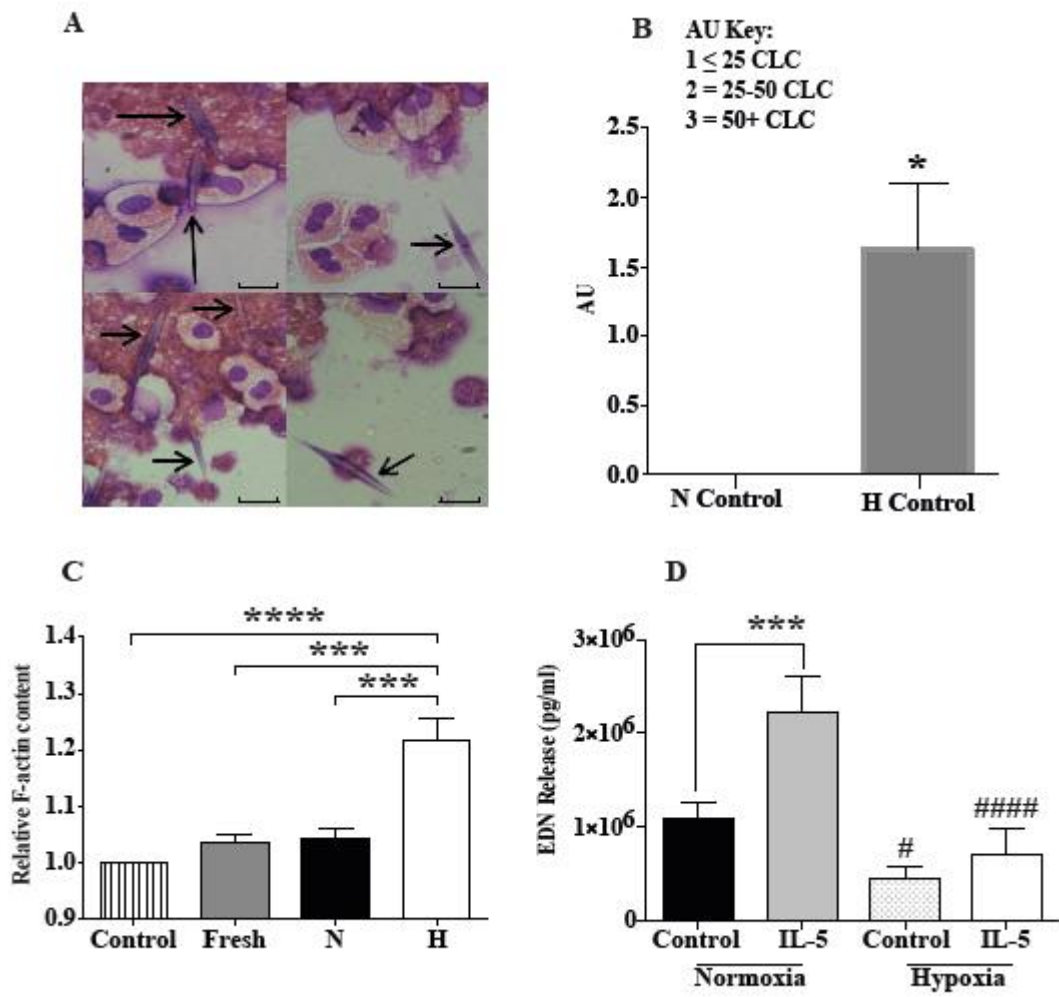 A
B
AU Key:
1 ≤ 25 CLC
2 = 25-50 CLC
3 = 50+ CLC
2.5
2.0
1.5
1.0
0.5
0.0
AU
*
N Control
H Control
C
1.4
1.3
1.2
1.1
1.0
0.9
Relative F-actin content
****
***
***
Control Fresh N H
D
3×10⁶
2×10⁶
1×10⁶
0
EDN Release (pg/ml)
***
#
####
Control IL-5 Control IL-5
Normoxia Hypoxia